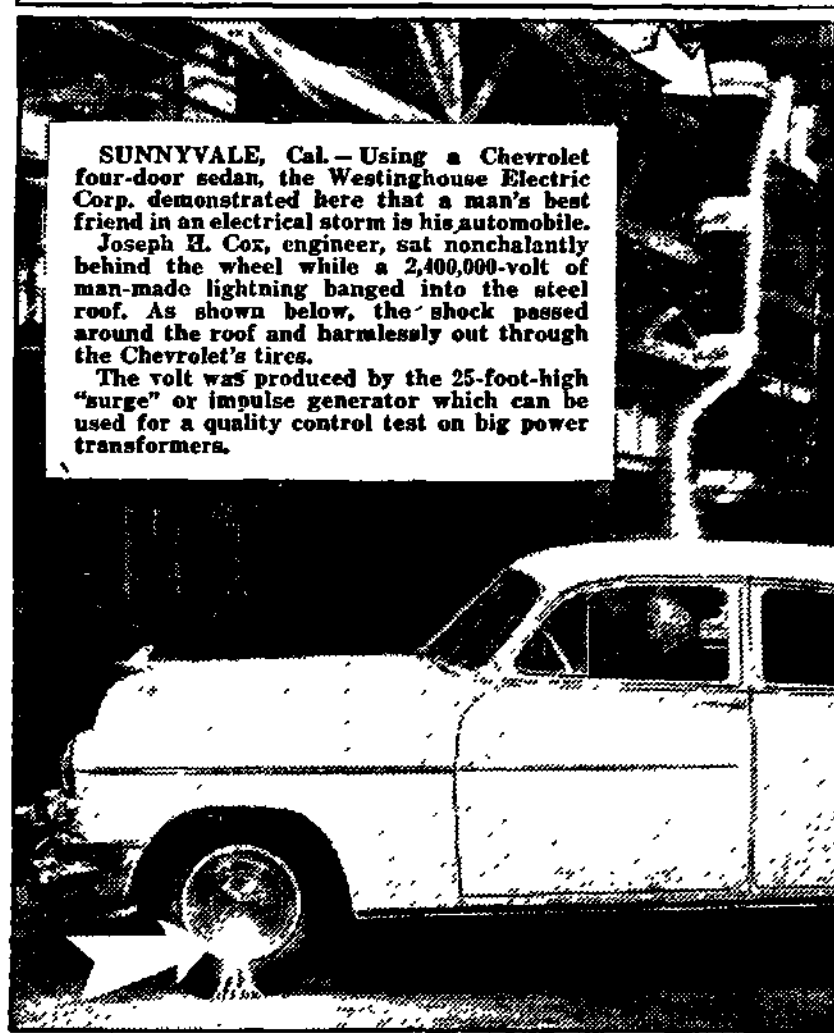 SUNNYVALE, Cal. — Using a Chevrolet
four-door sedan, the Westinghouse Electric
Corp. demonstrated here that a man's best
friend in an electrical storm is his automobile.
Joseph H. Cox, engineer, sat nonchalantly
behind the wheel while a 2,400,000-volt of
man-made lightning banged into the steel
roof. As shown below, the shock passed
around the roof and harmlessly out through
the Chevrolet's tires.
The volt was produced by the 25-foot-high
"surge" or impulse generator which can be
used for a quality control test on big power
transformers.